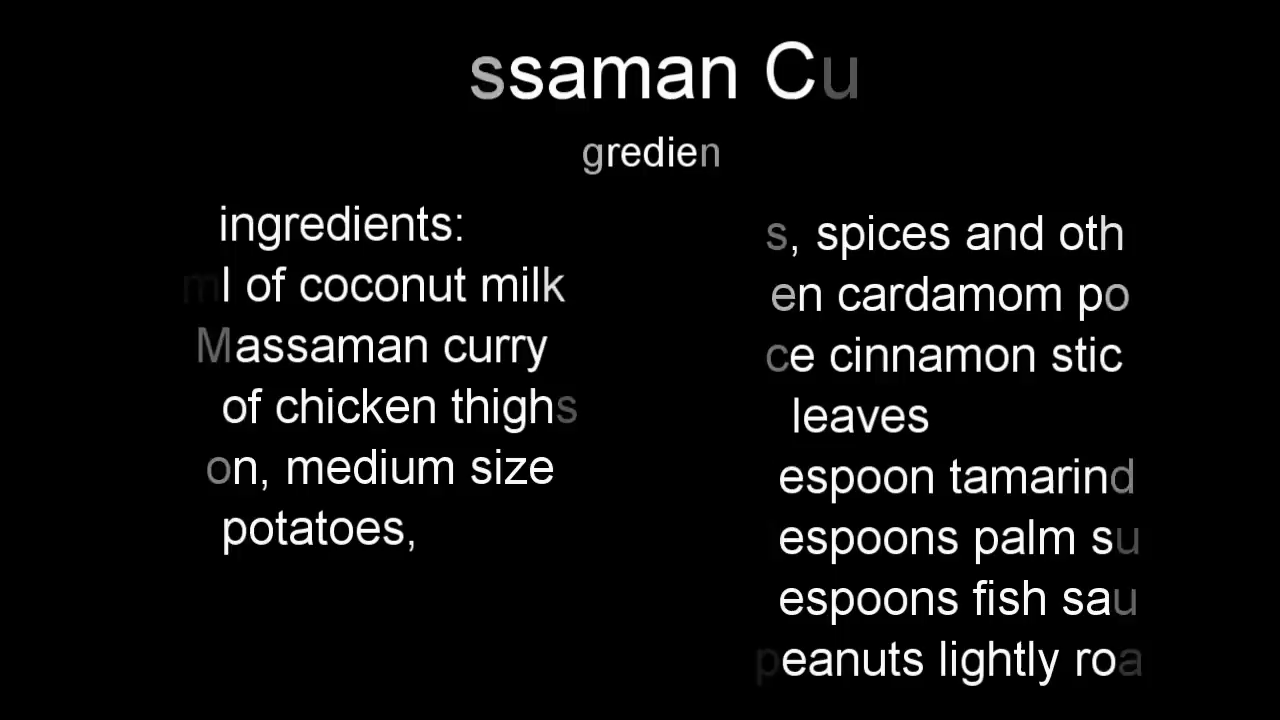 ssaman Cu
gredien
ingredients:
ml of coconut milk
Massaman curry
of chicken thighs
on, medium size
potatoes,
s, spices and oth
en cardamom po
ce cinnamon stic
leaves
espoon tamarind
espoons palm su
espoons fish sau
peanuts lightly roa